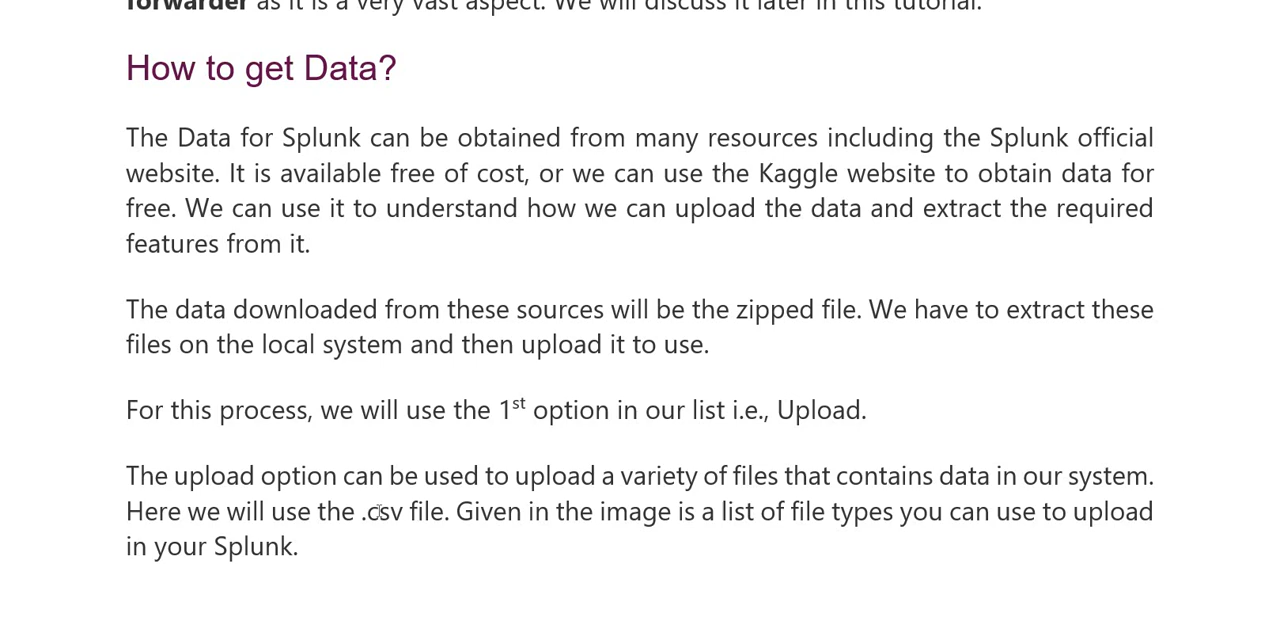 forwarder as it is a very vast aspect. We will discuss it later in this tutorial.
How to get Data?
The Data for Splunk can be obtained from many resources including the Splunk official
website. It is available free of cost, or we can use the Kaggle website to obtain data for
free. We can use it to understand how we can upload the data and extract the required
features from it.
The data downloaded from these sources will be the zipped file. We have to extract these
files on the local system and then upload it to use.
For this process, we will use the 1st option in our list i.e., Upload.
The upload option can be used to upload a variety of files that contains data in our system.
Here we will use the .csv file. Given in the image is a list of file types you can use to upload
in your Splunk.